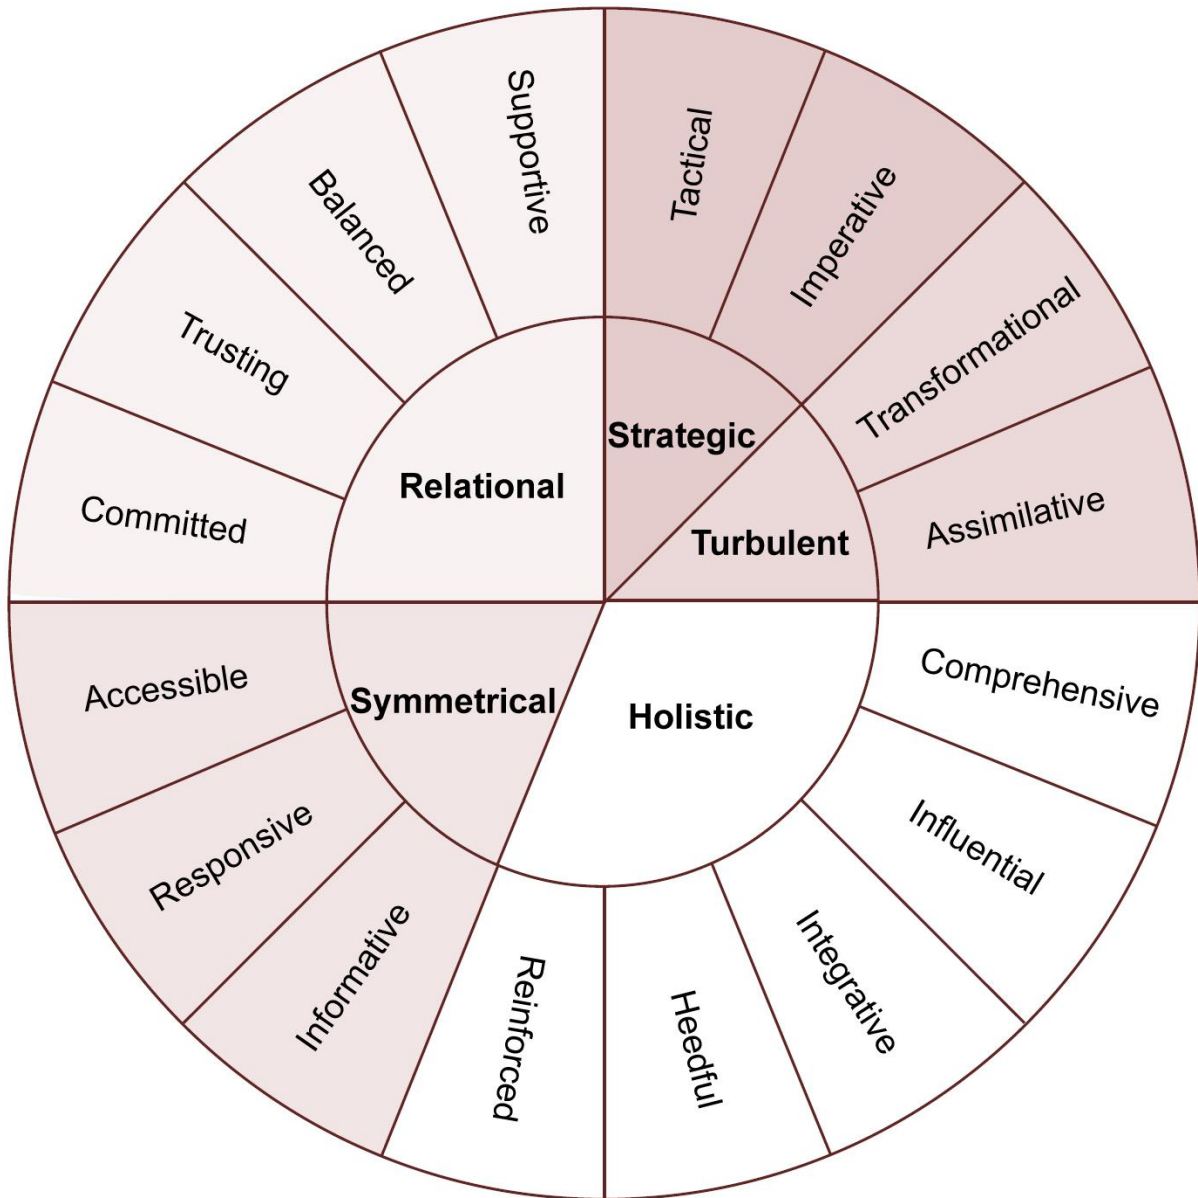 Supportive
Tactical
Balanced
Imperative
Trusting
Transformational
Strategic
Relational
Committed
Turbulent
Assimilative
Accessible
Symmetrical
Holistic
Comprehensive
Responsive
Influential
Informative
Reinforced
Heedful
Integrative